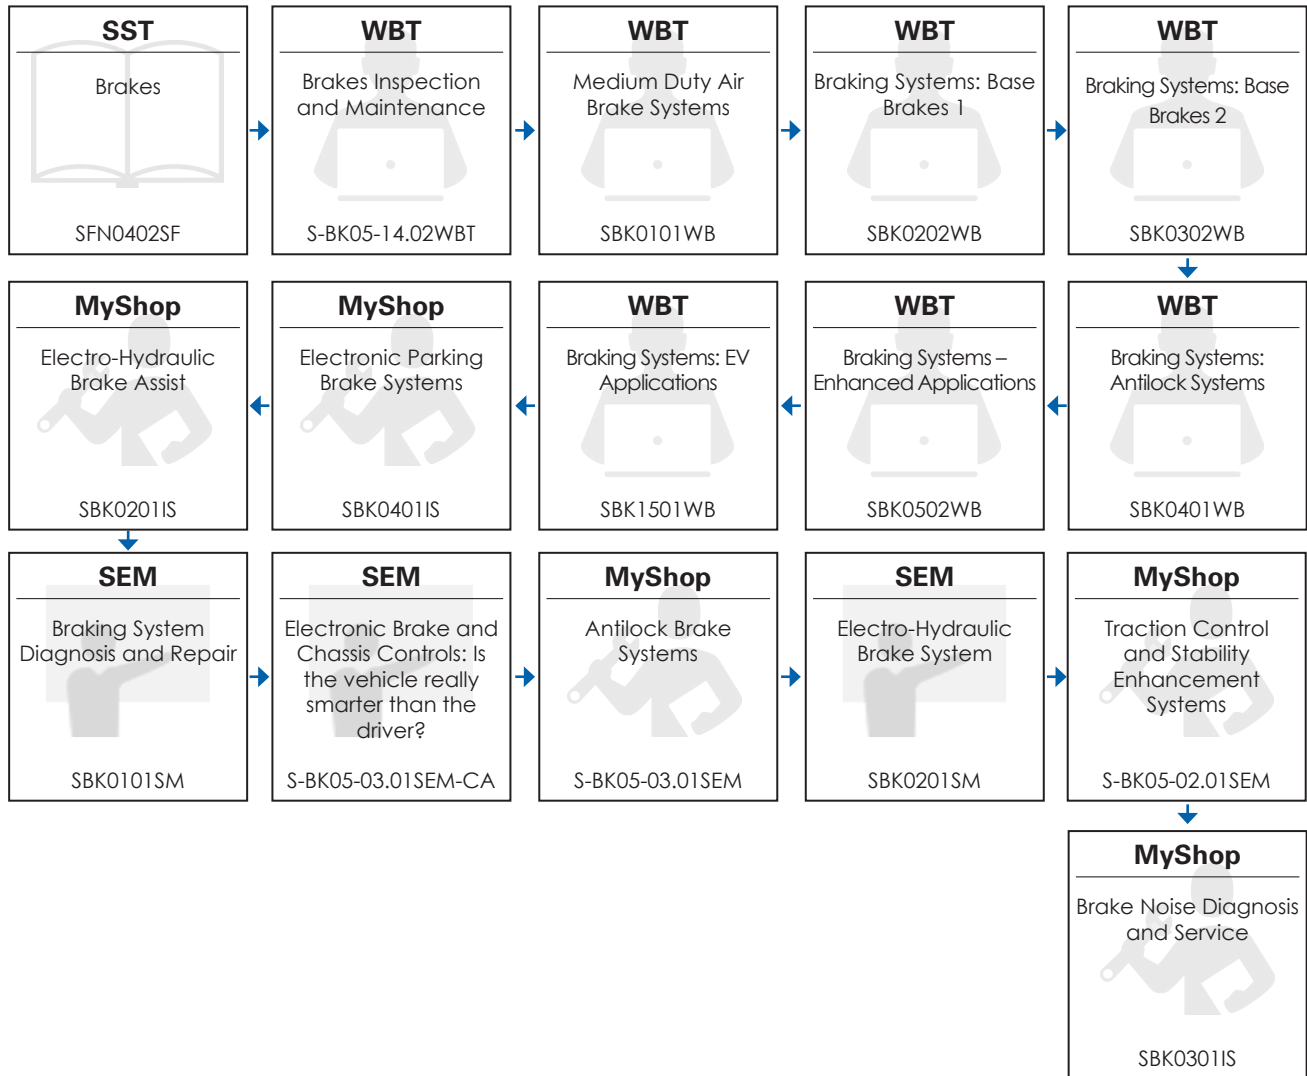 SST
Brakes
SFN0402SF
WBT
Brakes Inspection
and Maintenance
S-BK05-14.02WBT
WBT
Medium Duty Air
Brake Systems
SBK0101WB
WBT
Braking Systems: Base
Brakes 1
SBK0202WB
WBT
Braking Systems: Base
Brakes 2
SBK0302WB
WBT
Braking Systems:
Antilock Systems
SBK0401WB
WBT
Braking Systems –
Enhanced Applications
SBK0502WB
WBT
Braking Systems: EV
Applications
SBK1501WB
MyShop
Electronic Parking
Brake Systems
SBK0401IS
MyShop
Electro-Hydraulic
Brake Assist
SBK0201IS
SEM
Braking System
Diagnosis and Repair
SBK0101SM
SEM
Electronic Brake and
Chassis Controls: Is
the vehicle really
smarter than the
driver?
S-BK05-03.01SEM-CA
MyShop
Antilock Brake
Systems
S-BK05-03.01SEM
SEM
Electro-Hydraulic
Brake System
SBK0201SM
MyShop
Traction Control
and Stability
Enhancement
Systems
S-BK05-02.01SEM
MyShop
Brake Noise Diagnosis
and Service
SBK0301IS